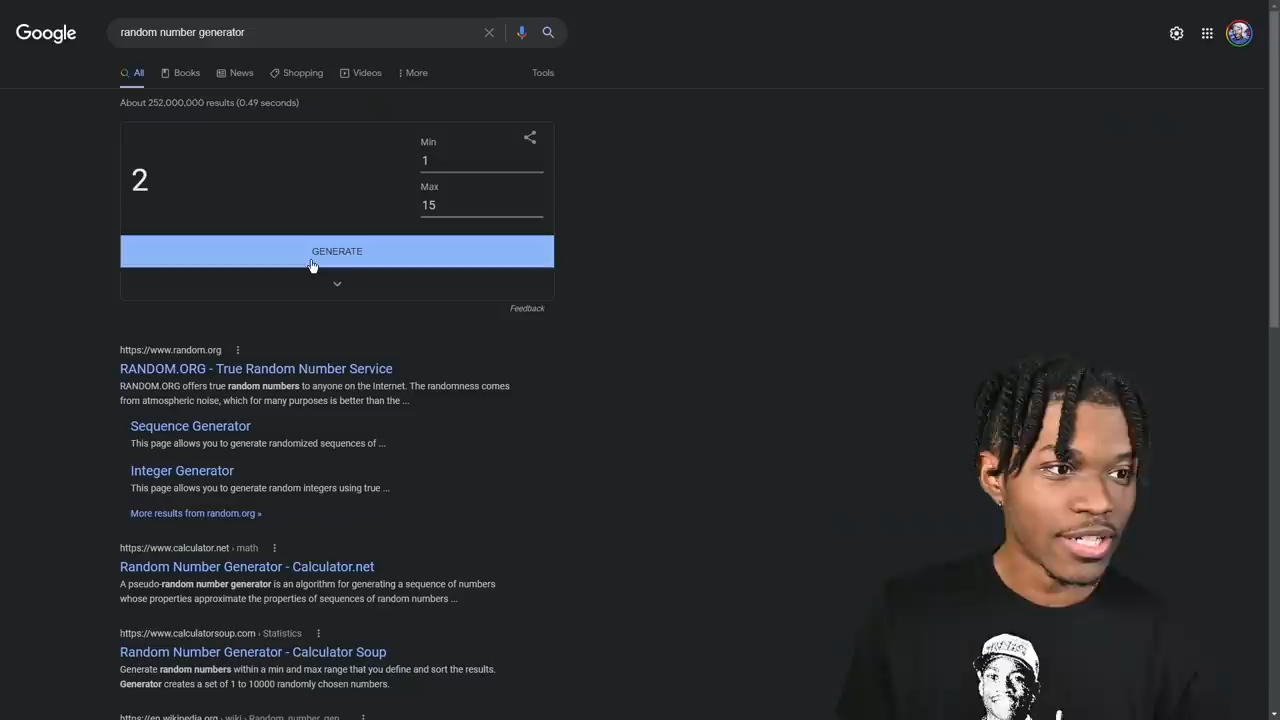 Google
random number generator
All
Books
News
Shopping
Videos
More
Tools
About 252,000,000 results (0.49 seconds)
Min
1
2
Max
15
GENERATE
Feedback
https://www.random.org
RANDOM.ORG - True Random Number Service
RANDOM.ORG offers true random numbers to anyone on the Internet. The randomness comes
from atmospheric noise, which for many purposes is better than the ...
Sequence Generator
This page allows you to generate randomized sequences of ...
Integer Generator
This page allows you to generate random integers using true ...
More results from random.org »
https://www.calculator.net › math
Random Number Generator - Calculator.net
A pseudo-random number generator is an algorithm for generating a sequence of numbers
whose properties approximate the properties of sequences of random numbers ...
https://www.calculatorsoup.com › Statistics
Random Number Generator - Calculator Soup
Generate random numbers within a min and max range that you define and sort the results.
Generator creates a set of 1 to 10000 randomly chosen numbers.
https://en.wikipedia.org › wiki › Random_number_gen...